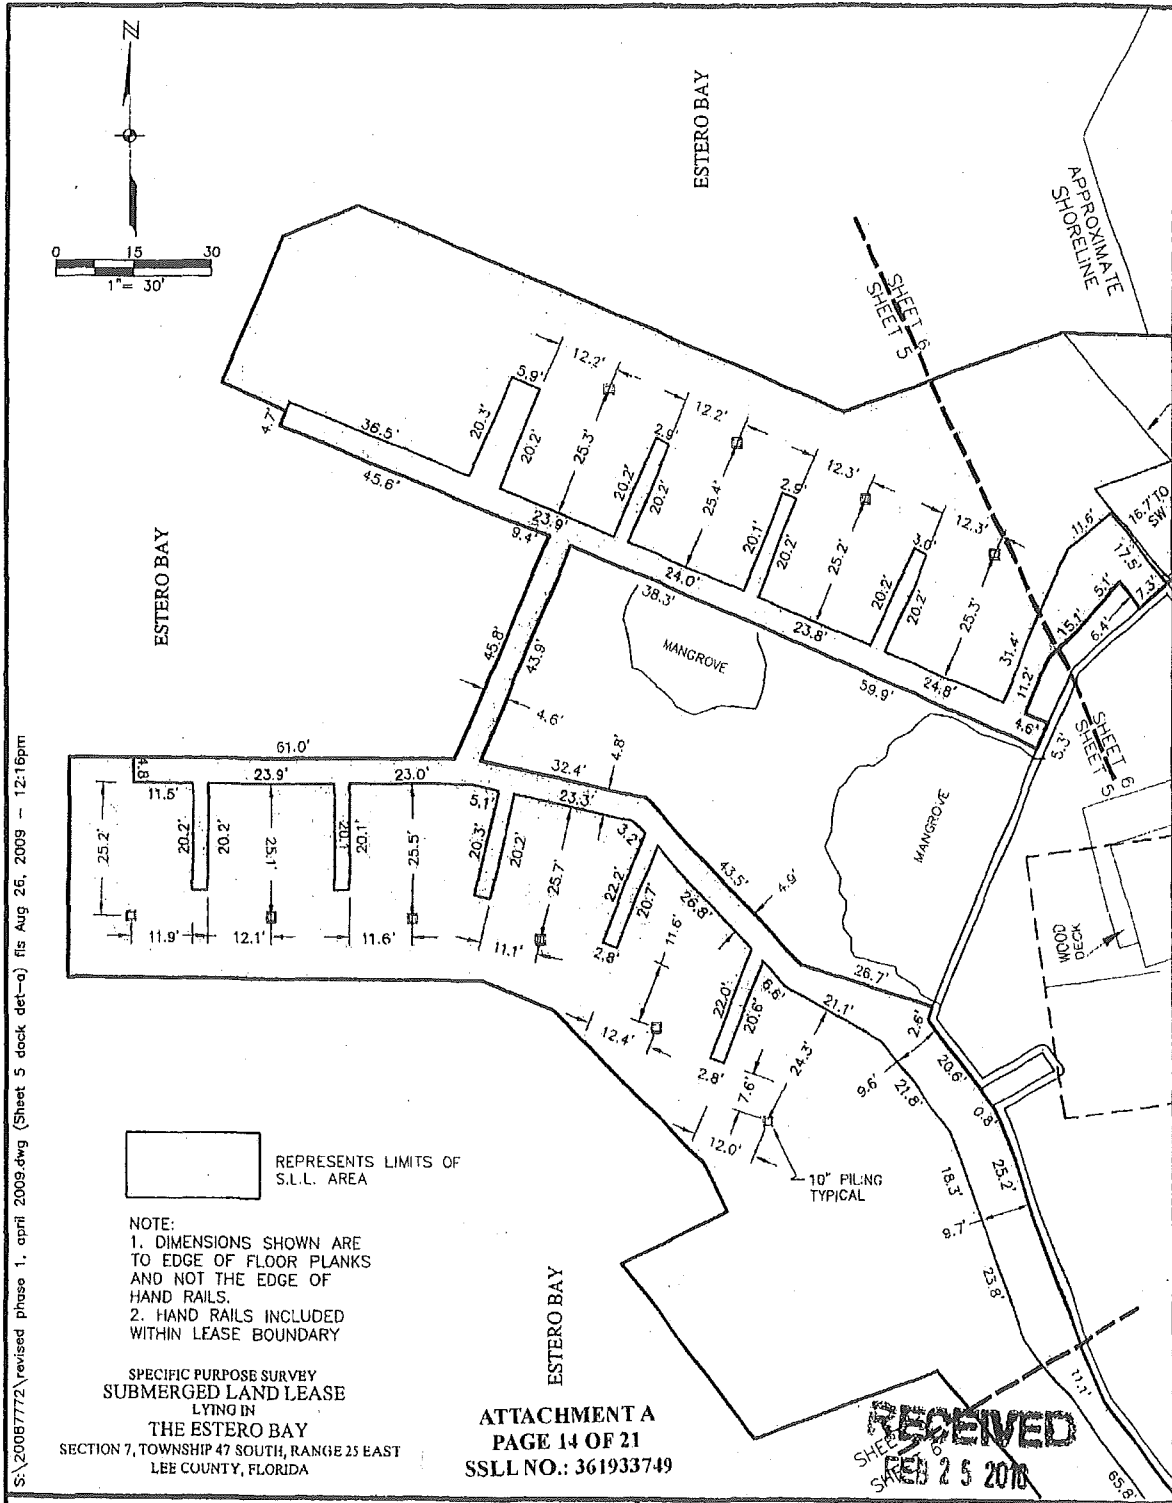 N
0 15 30
1"= 30'
ESTERO BAY
APPROXIMATE
SHORELINE
SHEET 6
SHEET 5
12.2'
5.9'
4.7'
36.5'
20.3'
20.2'
25.3'
12.2'
2.9'
45.6'
20.2'
20.2'
25.4'
12.3'
2.9'
23.9'
9.4'
20.1'
20.2'
25.2'
12.3'
3.0'
24.0'
38.3'
20.2'
20.2'
25.3'
11.6'
16.7' TO
SW
17.5'
5.1'
7.3'
23.8'
MANGROVE
15.1'
6.4'
31.4'
11.2'
59.9'
24.8'
4.6'
5.3'
SHEET 6
SHEET 5
ESTERO BAY
45.8'
43.9'
4.6'
61.0'
4.8'
32.4'
4.8
11.5'
23.9'
23.0'
5.1'
23.3'
3.2'
25.2'
20.2'
20.2'
25.1'
20.1
20.1'
25.5'
20.3'
20.2'
25.7'
22.2'
20.7'
43.5'
4.9'
26.8'
MANGROVE
11.9'
12.1'
11.6'
11.1'
2.8'
11.6'
WOOD
DECK
12.4'
22.0'
20.6'
6.6'
26.7'
21.1'
2.6'
2.8'
7.6'
24.3'
9.6'
21.8'
20.6'
0.8'
12.0'
10" PILING
TYPICAL
25.2'
18.3'
9.7'
23.8'
11.1'
65.8'
REPRESENTS LIMITS OF
S.L.L. AREA
NOTE:
1. DIMENSIONS SHOWN ARE
TO EDGE OF FLOOR PLANKS
AND NOT THE EDGE OF
HAND RAILS.
2. HAND RAILS INCLUDED
WITHIN LEASE BOUNDARY
SPECIFIC PURPOSE SURVEY
SUBMERGED LAND LEASE
LYING IN
THE ESTERO BAY
SECTION 7, TOWNSHIP 47 SOUTH, RANGE 25 EAST
LEE COUNTY, FLORIDA
ESTERO BAY
ATTACHMENT A
PAGE 14 OF 21
SSLL NO.: 361933749
RECEIVED
FEB 25 2010
S:\20087772\revised phase 1, april 2009.dwg (Sheet 5 dock det-a) fls Aug 26, 2009 - 12:16pm